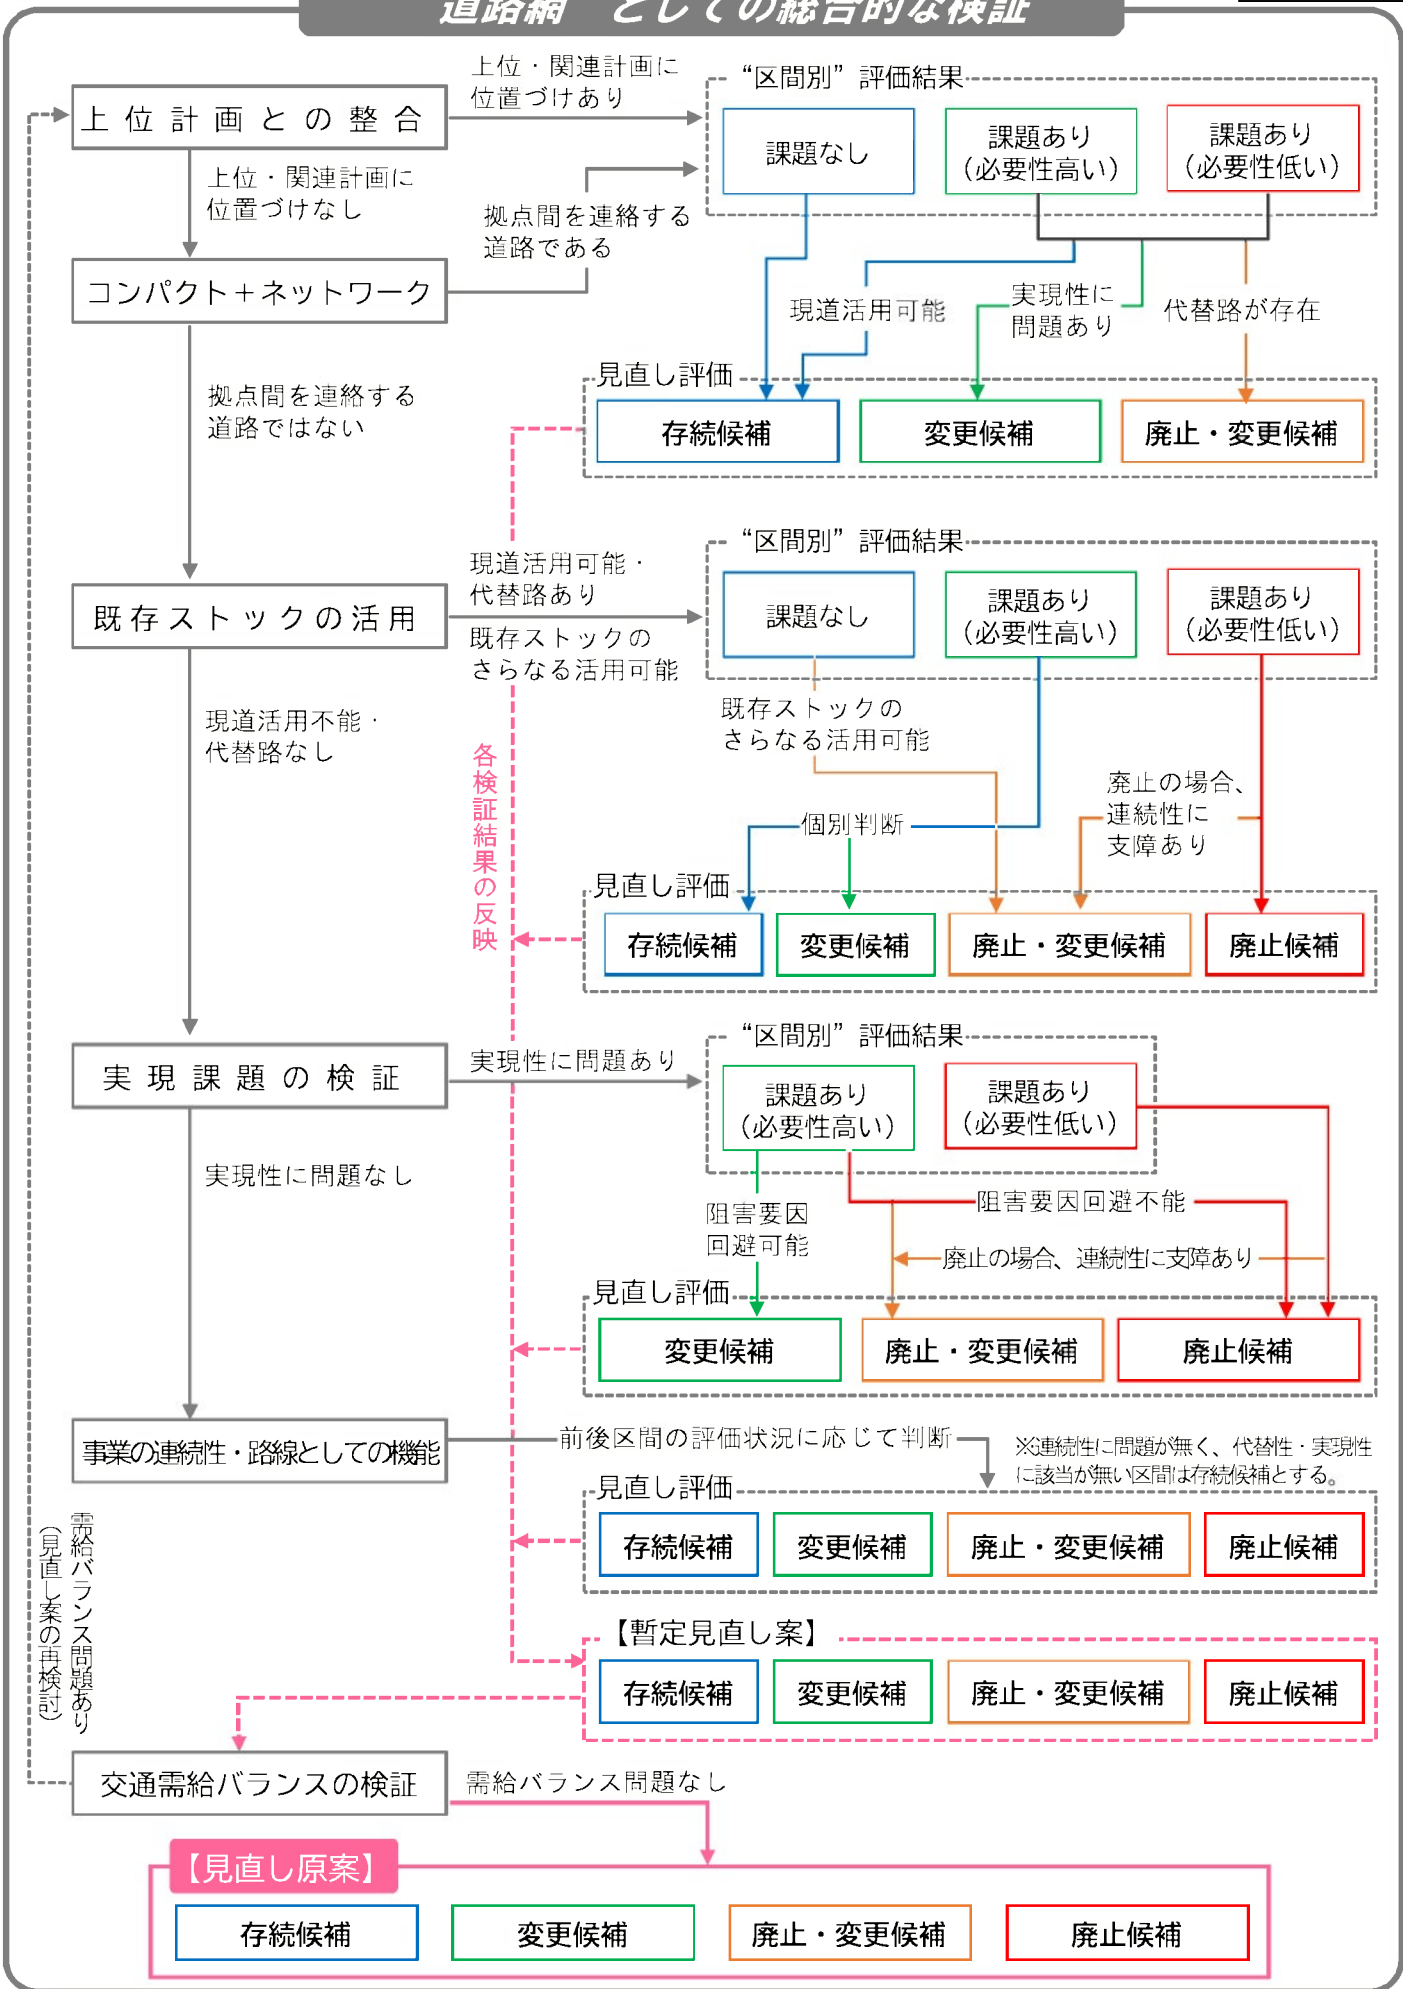 道路網 としての総合的な検証
上位計画との整合
上位・関連計画に
位置づけあり
“区間別”評価結果
課題なし
課題あり
（必要性高い）
課題あり
（必要性低い）
上位・関連計画に
位置づけなし
拠点間を連絡する
道路である
コンパクト＋ネットワーク
現道活用可能
実現性に
問題あり
代替路が存在
拠点間を連絡する
道路ではない
見直し評価
存続候補
変更候補
廃止・変更候補
既存ストックの活用
現道活用可能・
代替路あり
既存ストックの
さらなる活用可能
“区間別”評価結果
課題なし
課題あり
（必要性高い）
課題あり
（必要性低い）
現道活用不能・
代替路なし
既存ストックの
さらなる活用可能
個別判断
廃止の場合、
連続性に
支障あり
各検証結果の反映
見直し評価
存続候補
変更候補
廃止・変更候補
廃止候補
実現課題の検証
実現性に問題あり
“区間別”評価結果
課題あり
（必要性高い）
課題あり
（必要性低い）
実現性に問題なし
阻害要因
回避可能
阻害要因回避不能
廃止の場合、連続性に支障あり
見直し評価
変更候補
廃止・変更候補
廃止候補
事業の連続性・路線としての機能
前後区間の評価状況に応じて判断
※連続性に問題が無く、代替性・実現性
に該当が無い区間は存続候補とする。
見直し評価
存続候補
変更候補
廃止・変更候補
廃止候補
需給バランス問題あり
（見直し案の再検討）
【暫定見直し案】
存続候補
変更候補
廃止・変更候補
廃止候補
交通需給バランスの検証
需給バランス問題なし
【見直し原案】
存続候補
変更候補
廃止・変更候補
廃止候補